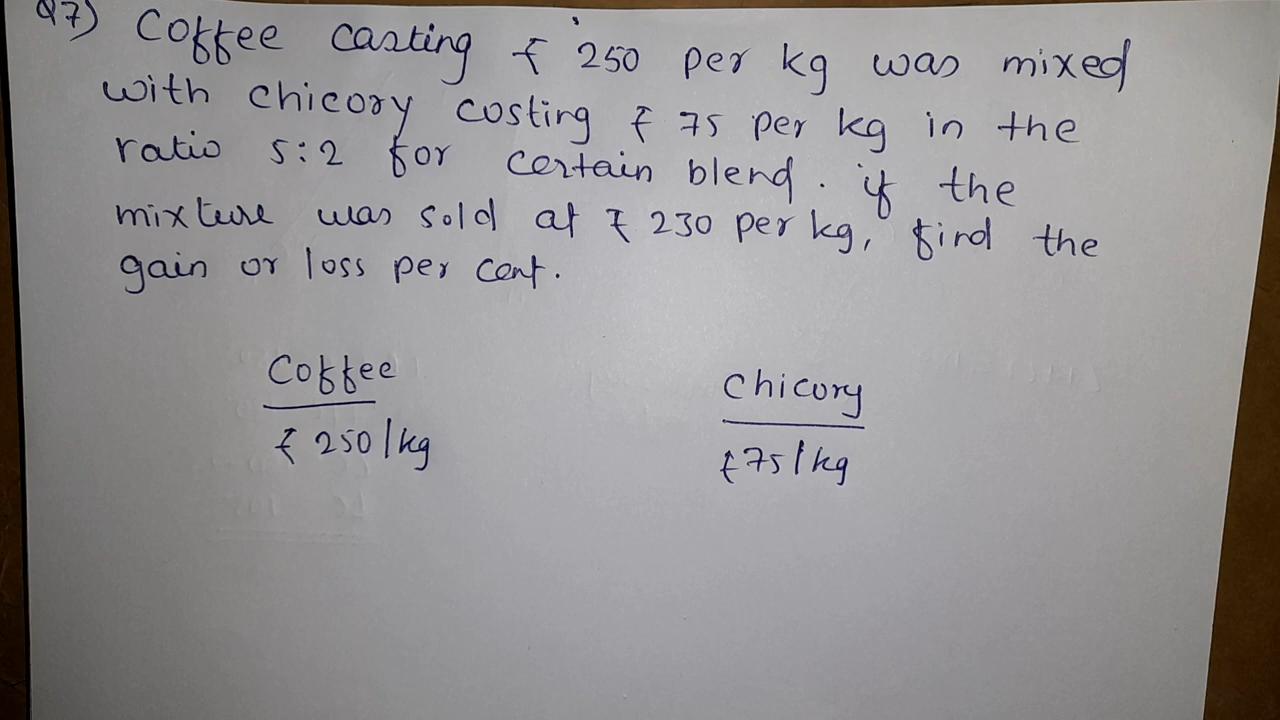 Q7) Coffee casting ₹ 250 per kg was mixed
with chicory costing ₹ 75 per kg in the
ratio 5:2 for certain blend. if the
mixture was sold at ₹ 230 per kg, find the
gain or loss per cent.
Coffee Chicory
₹ 250/kg ₹75/kg